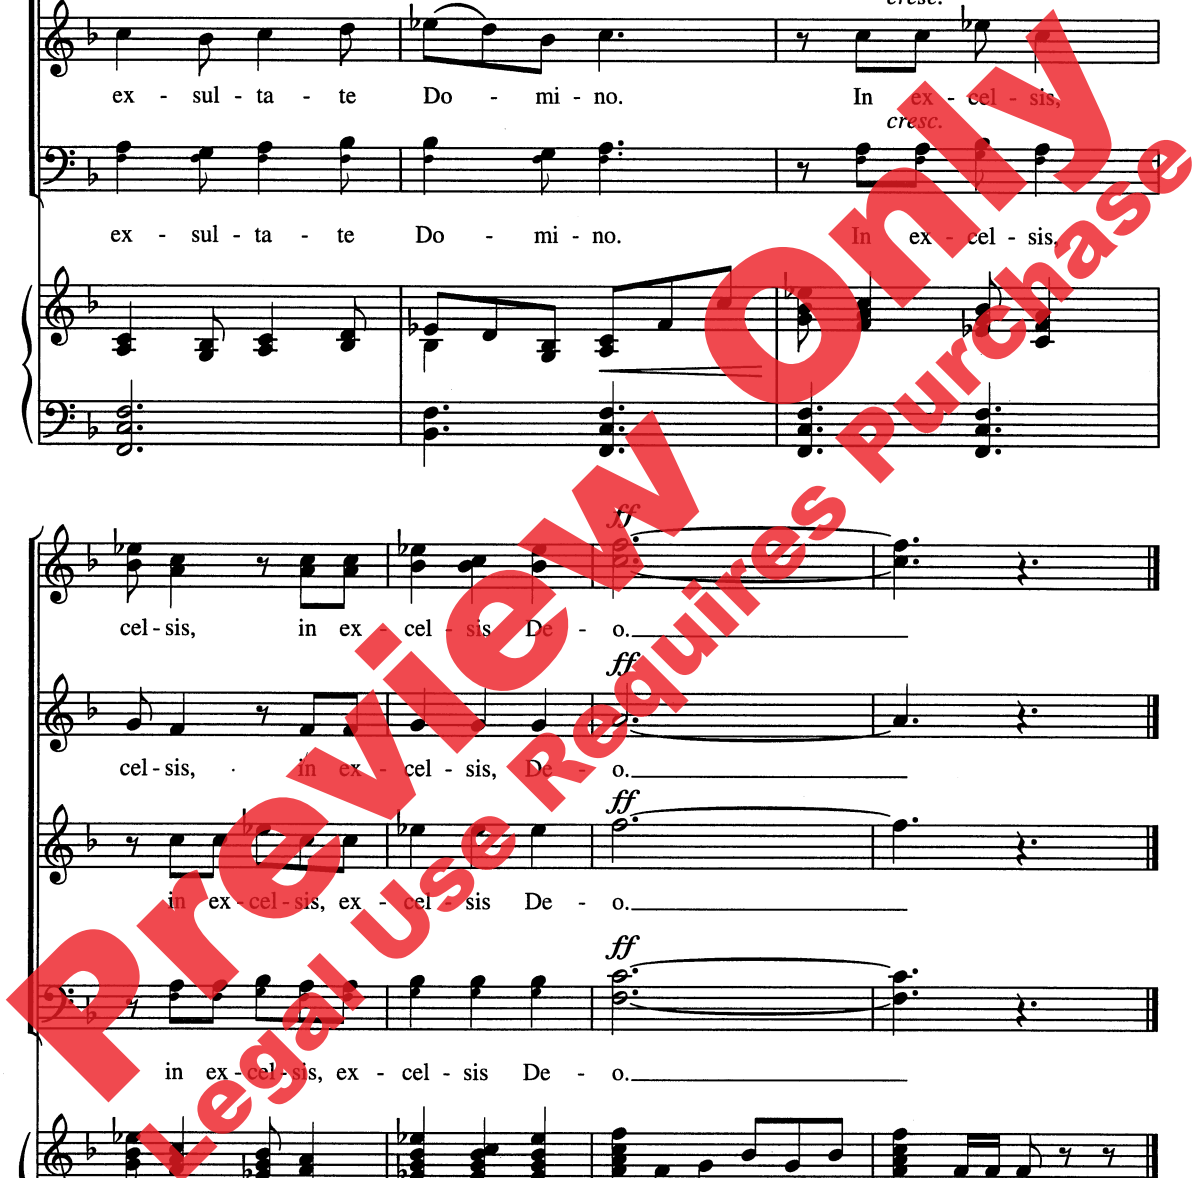 cresc.
ex - sul - ta - te Do - mi - no. In ex - cel - sis,
cresc.
ex - sul - ta - te Do - mi - no. In ex - cel - sis,
ff
cel - sis, in ex - cel - sis De - o.
ff
cel - sis, in ex - cel - sis, De - o.
ff
in ex - cel - sis, ex - cel - sis De - o.
ff
in ex - cel - sis, ex - cel - sis De - o.
Preview Only
Legal Use Requires Purchase